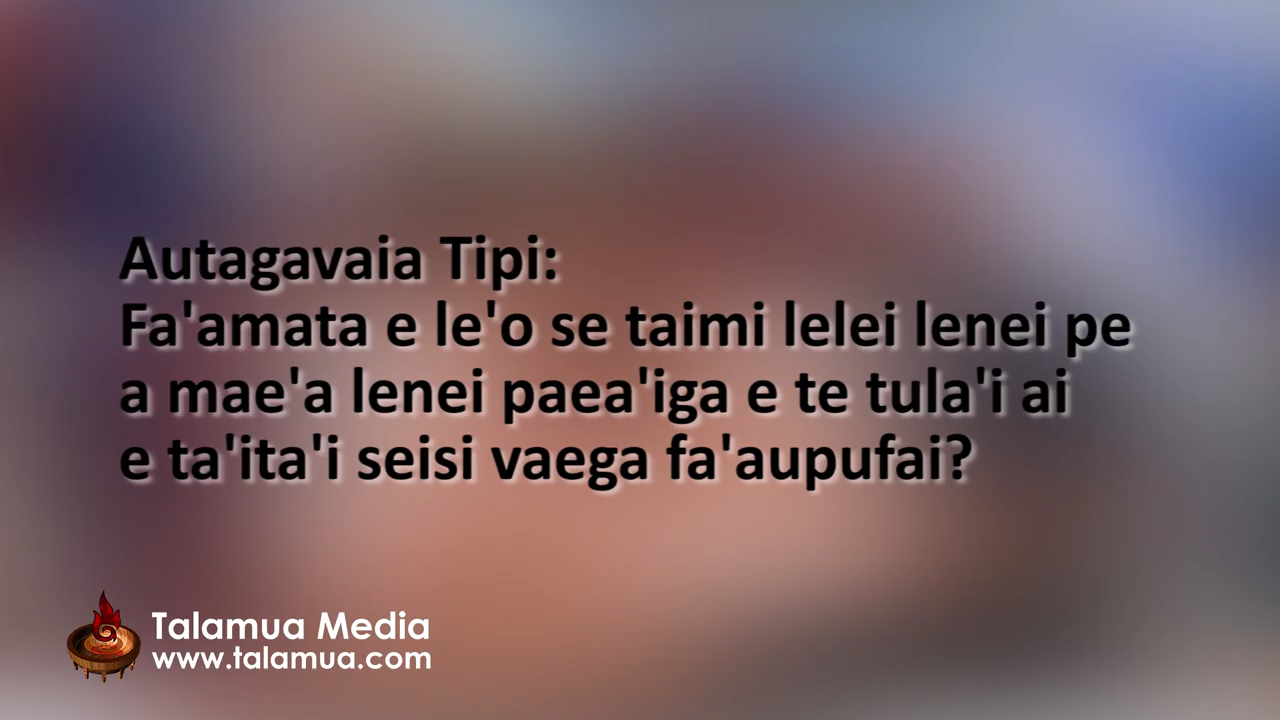 Autagavaia Tipi:
Fa'amata e le'o se taimi lelei lenei pe
a mae'a lenei paea'iga e te tula'i ai
e ta'ita'i seisi vaega fa'aupufai?
Talamua Media
www.talamua.com